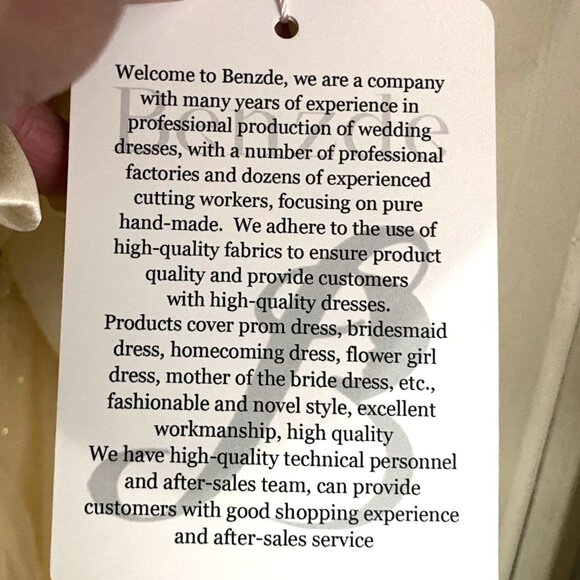 Benzde
Welcome to Benzde, we are a company
with many years of experience in
professional production of wedding
dresses, with a number of professional
factories and dozens of experienced
cutting workers, focusing on pure
hand-made. We adhere to the use of
high-quality fabrics to ensure product
quality and provide customers
with high-quality dresses.
Products cover prom dress, bridesmaid
dress, homecoming dress, flower girl
dress, mother of the bride dress, etc.,
fashionable and novel style, excellent
workmanship, high quality
We have high-quality technical personnel
and after-sales team, can provide
customers with good shopping experience
and after-sales service
B